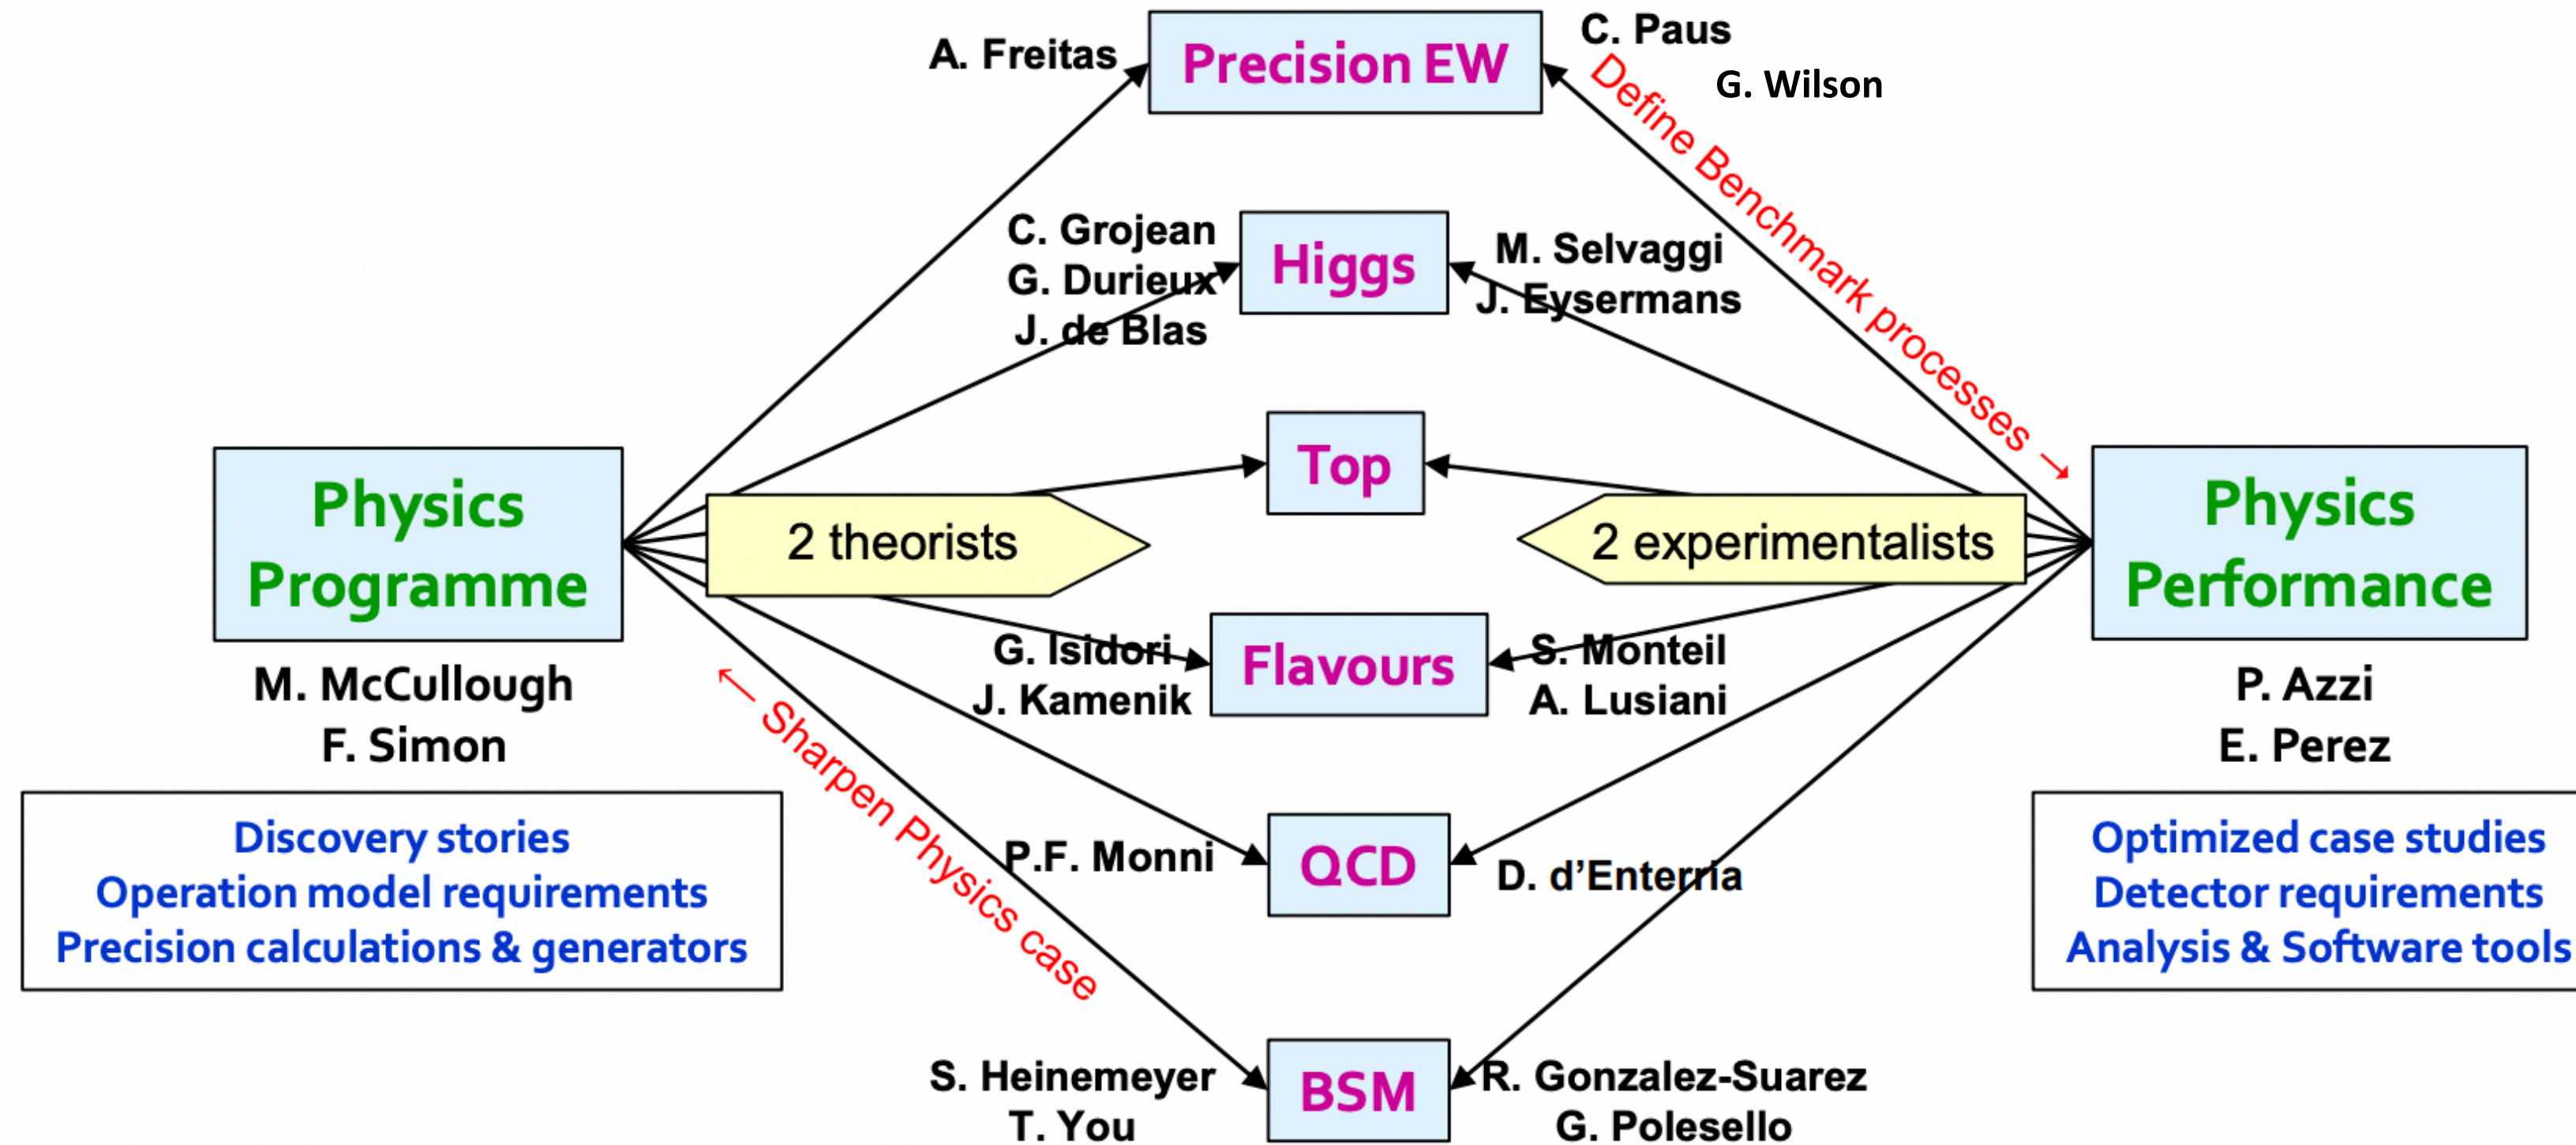 A. Freitas
Precision EW
C. Paus
G. Wilson
Define Benchmark processes →
C. Grojean
G. Durieux
J. de Blas
Higgs
M. Selvaggi
J. Eysermans
Top
Physics
Programme
2 theorists
2 experimentalists
Physics
Performance
M. McCullough
F. Simon
G. Isidori
J. Kamenik
Flavours
S. Monteil
A. Lusiani
P. Azzi
E. Perez
← Sharpen Physics case
Discovery stories
Operation model requirements
Precision calculations & generators
P.F. Monni
QCD
D. d’Enterria
Optimized case studies
Detector requirements
Analysis & Software tools
S. Heinemeyer
T. You
BSM
R. Gonzalez-Suarez
G. Polesello